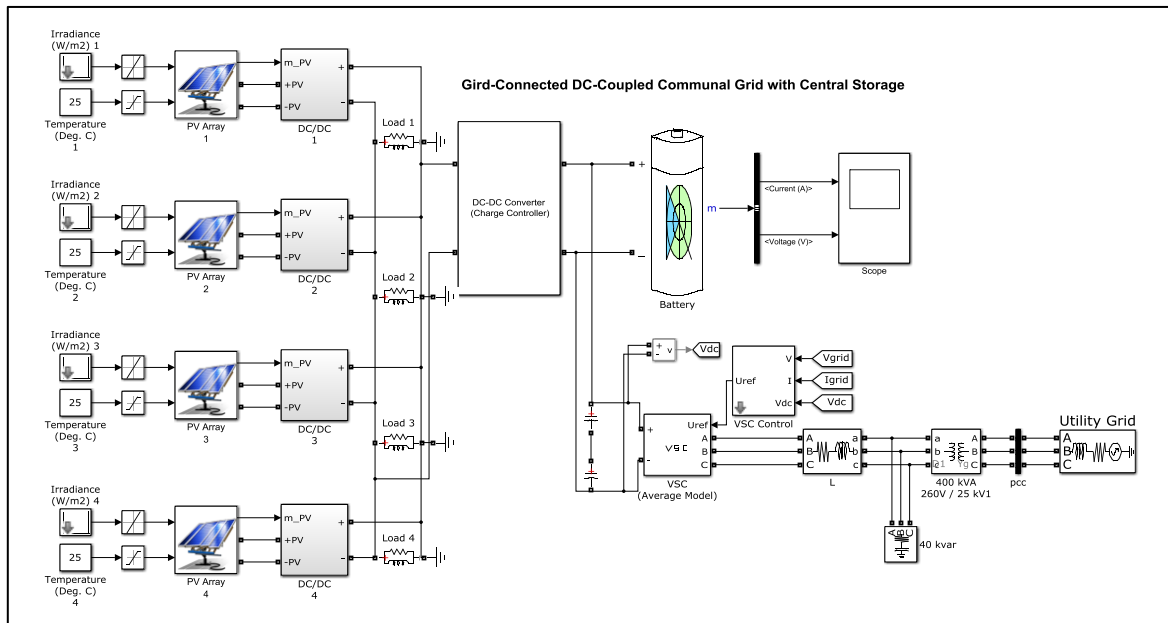 Gird-Connected DC-Coupled Communal Grid with Central Storage
Irradiance
(W/m2) 1
25
Temperature
(Deg. C)
1
PV Array
1
m_PV
+PV
-PV
+
−
DC/DC
1
Load 1
Irradiance
(W/m2) 2
25
Temperature
(Deg. C)
2
PV Array
2
m_PV
+PV
-PV
+
−
DC/DC
2
Load 2
Irradiance
(W/m2) 3
25
Temperature
(Deg. C)
3
PV Array
3
m_PV
+PV
-PV
+
−
DC/DC
3
Load 3
Irradiance
(W/m2) 4
25
Temperature
(Deg. C)
4
PV Array
4
m_PV
+PV
-PV
+
−
DC/DC
4
Load 4
DC-DC Converter
(Charge Controller)
+
−
m
Battery
<Current (A)>
<Voltage (V)>
Scope
+
-
v
Vdc
Uref
V
I
Vdc
VSC Control
Vgrid
Igrid
Vdc
+
-
Uref
VSC
A
B
C
VSC
(Average Model)
A
B
C
a
b
c
L
a
b
c
D1
Yg
A
B
C
400 kVA
260V / 25 kV1
pcc
Utility Grid
A
B
C
A
B
C
40 kvar